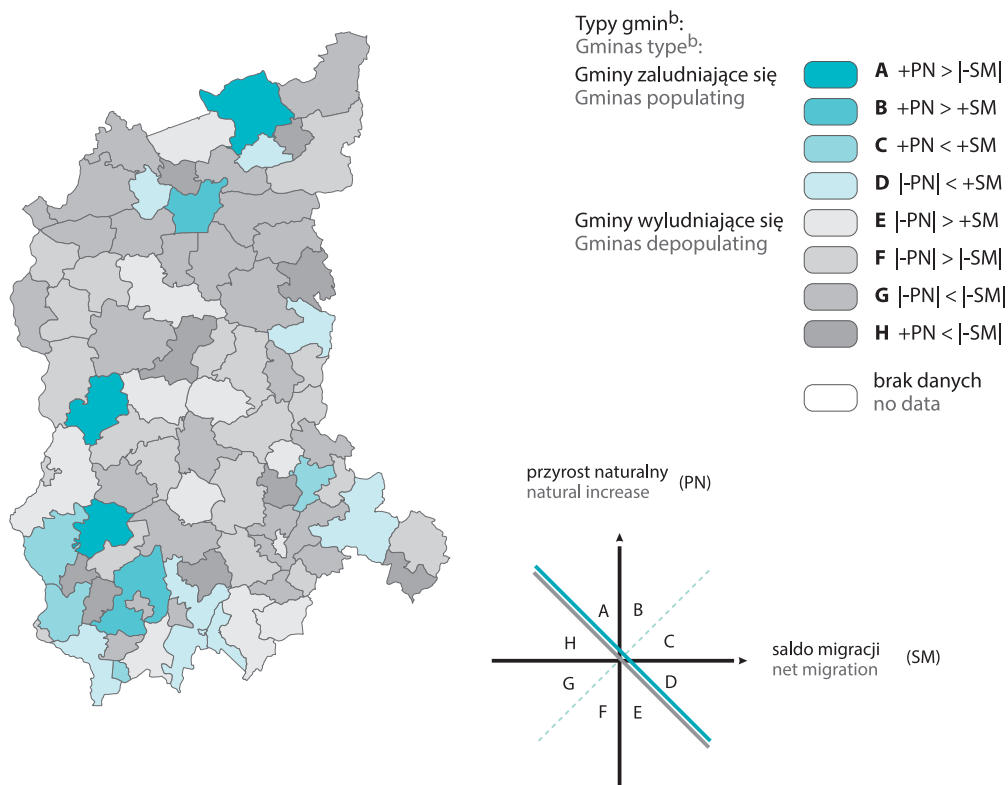 Typy gmin^b:
Gminas type^b:
Gminy zaludniające się
Gminas populating
A +PN > |-SM|
B +PN > +SM
C +PN < +SM
D |-PN| < +SM
Gminy wyludniające się
Gminas depopulating
E |-PN| > +SM
F |-PN| > |-SM|
G |-PN| < |-SM|
H +PN < |-SM|
brak danych
no data
przyrost naturalny (PN)
natural increase
A B
H C
saldo migracji (SM)
net migration
G D
F E